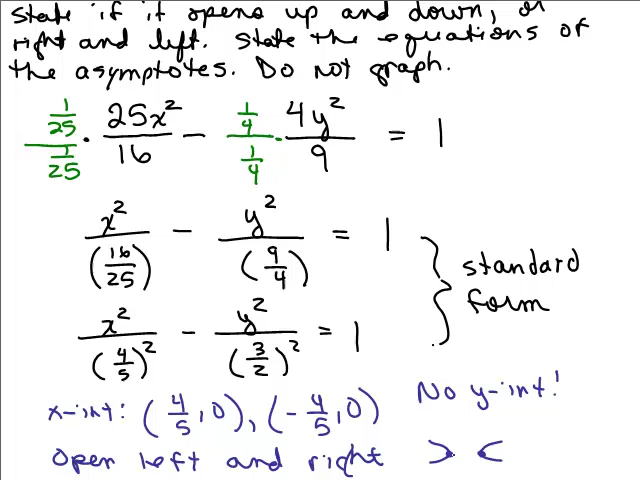 state if it opens up and down, or
right and left. State the equations of
the asymptotes. Do not graph.
(1/25)/(1/25) · 25x²/16 − (1/4)/(1/4) · 4y²/9 = 1
x²/(16/25) − y²/(9/4) = 1
standard
form
x²/(4/5)² − y²/(3/2)² = 1
x-int: (4/5, 0), (-4/5, 0) No y-int!
Open left and right